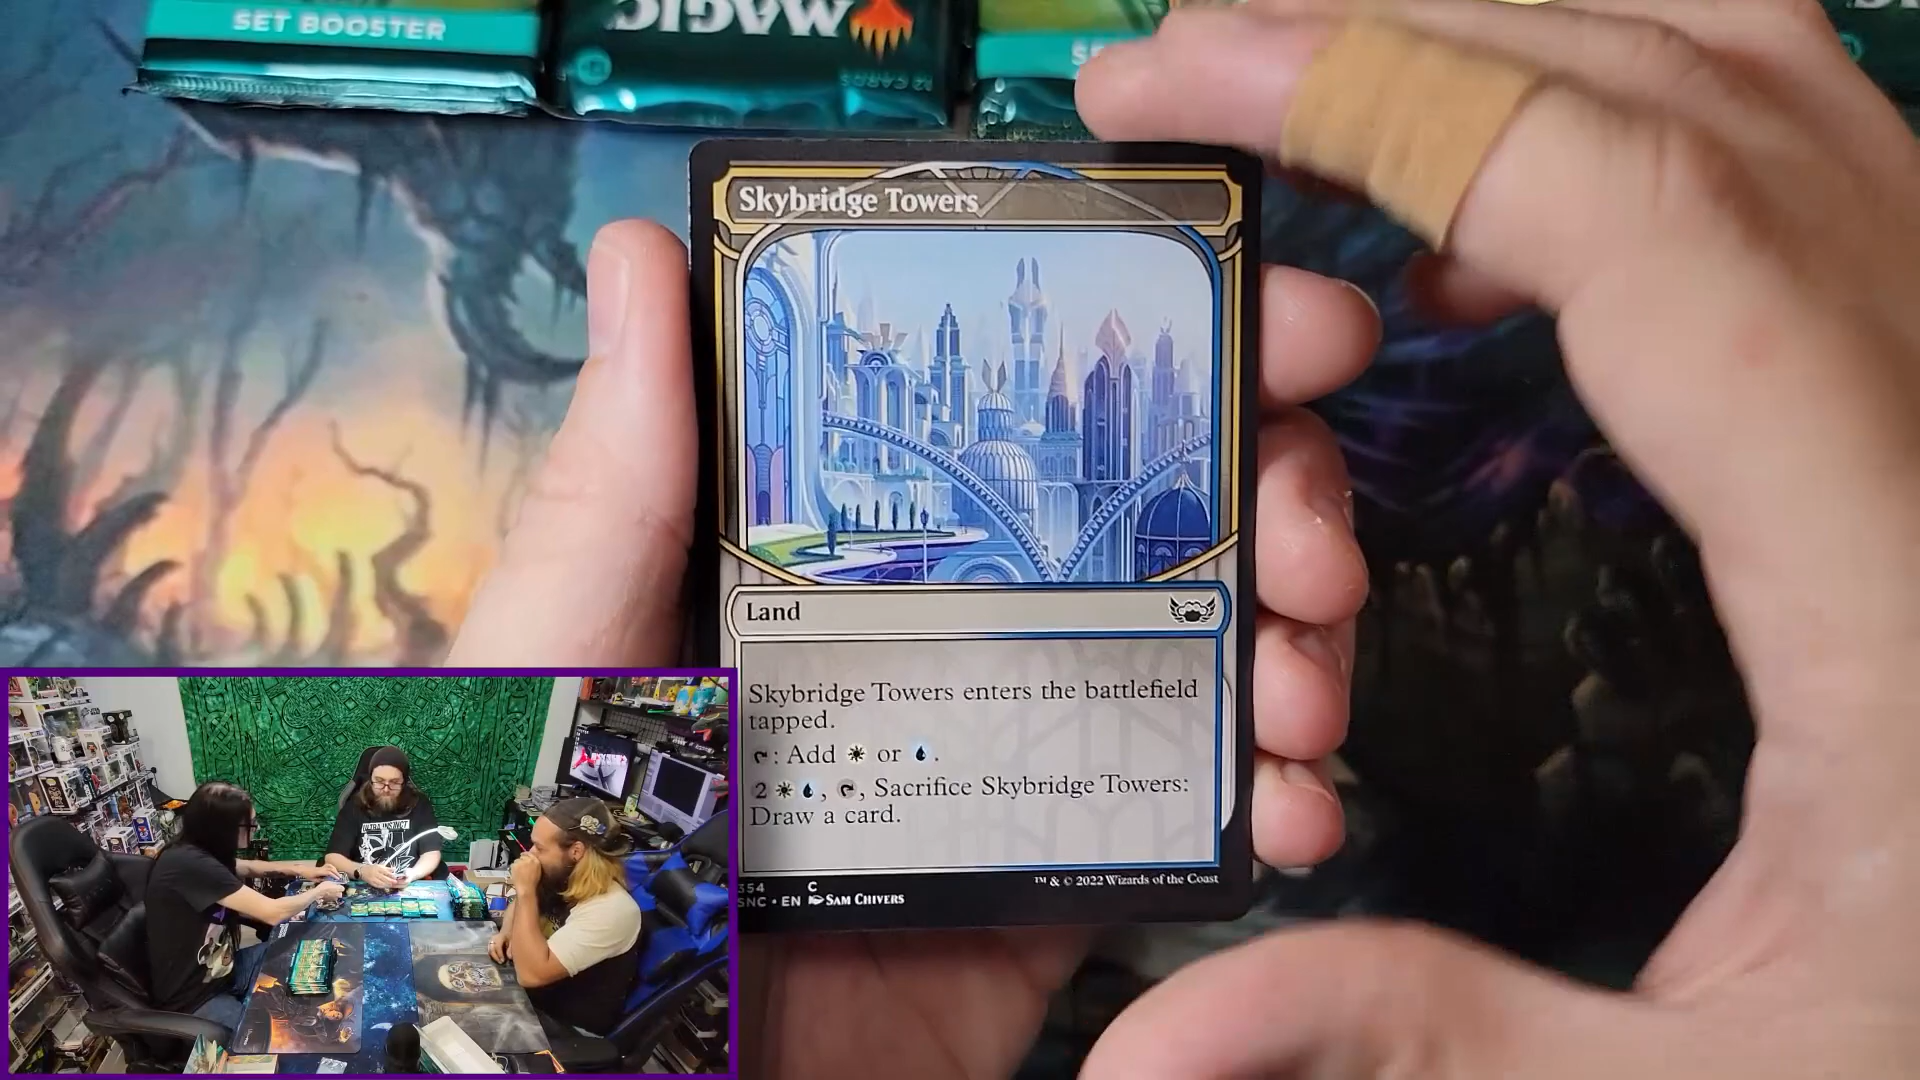 SET BOOSTER
MAGIC
12 CARDS
Skybridge Towers
Land
Skybridge Towers enters the battlefield
tapped.
: Add or .
2 , , Sacrifice Skybridge Towers:
Draw a card.
354 C
SNC • EN SAM CHIVERS
™ & © 2022 Wizards of the Coast